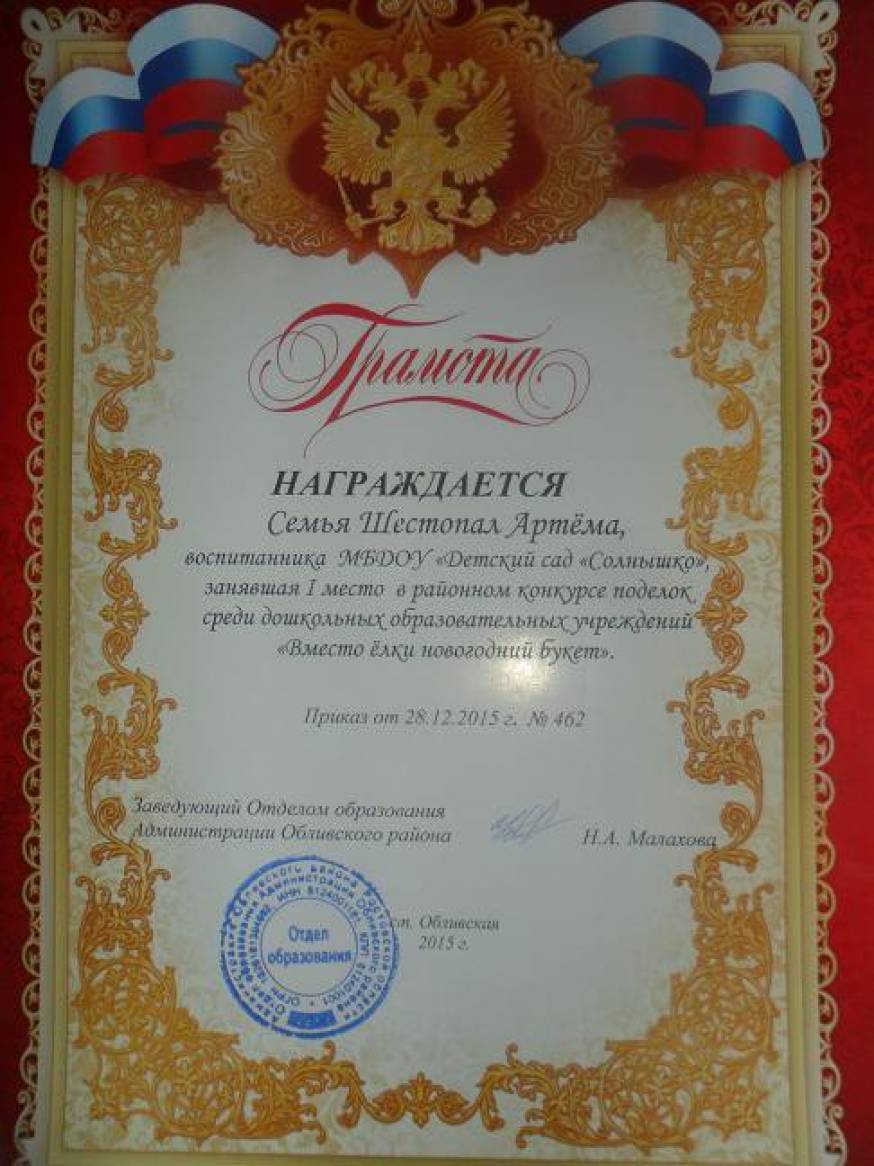 Грамота
НАГРАЖДАЕТСЯ
Семья Шестопал Артёма,
воспитанника МБДОУ «Детский сад «Солнышко»,
занявшая I место в районном конкурсе поделок
среди дошкольных образовательных учреждений
«Вместо ёлки новогодний букет».
Приказ от 28.12.2015 г. № 462
Заведующий Отделом образования
Администрации Обливского района
Н.А. Малахова
Отдел
образования
ст. Обливская
2015 г.